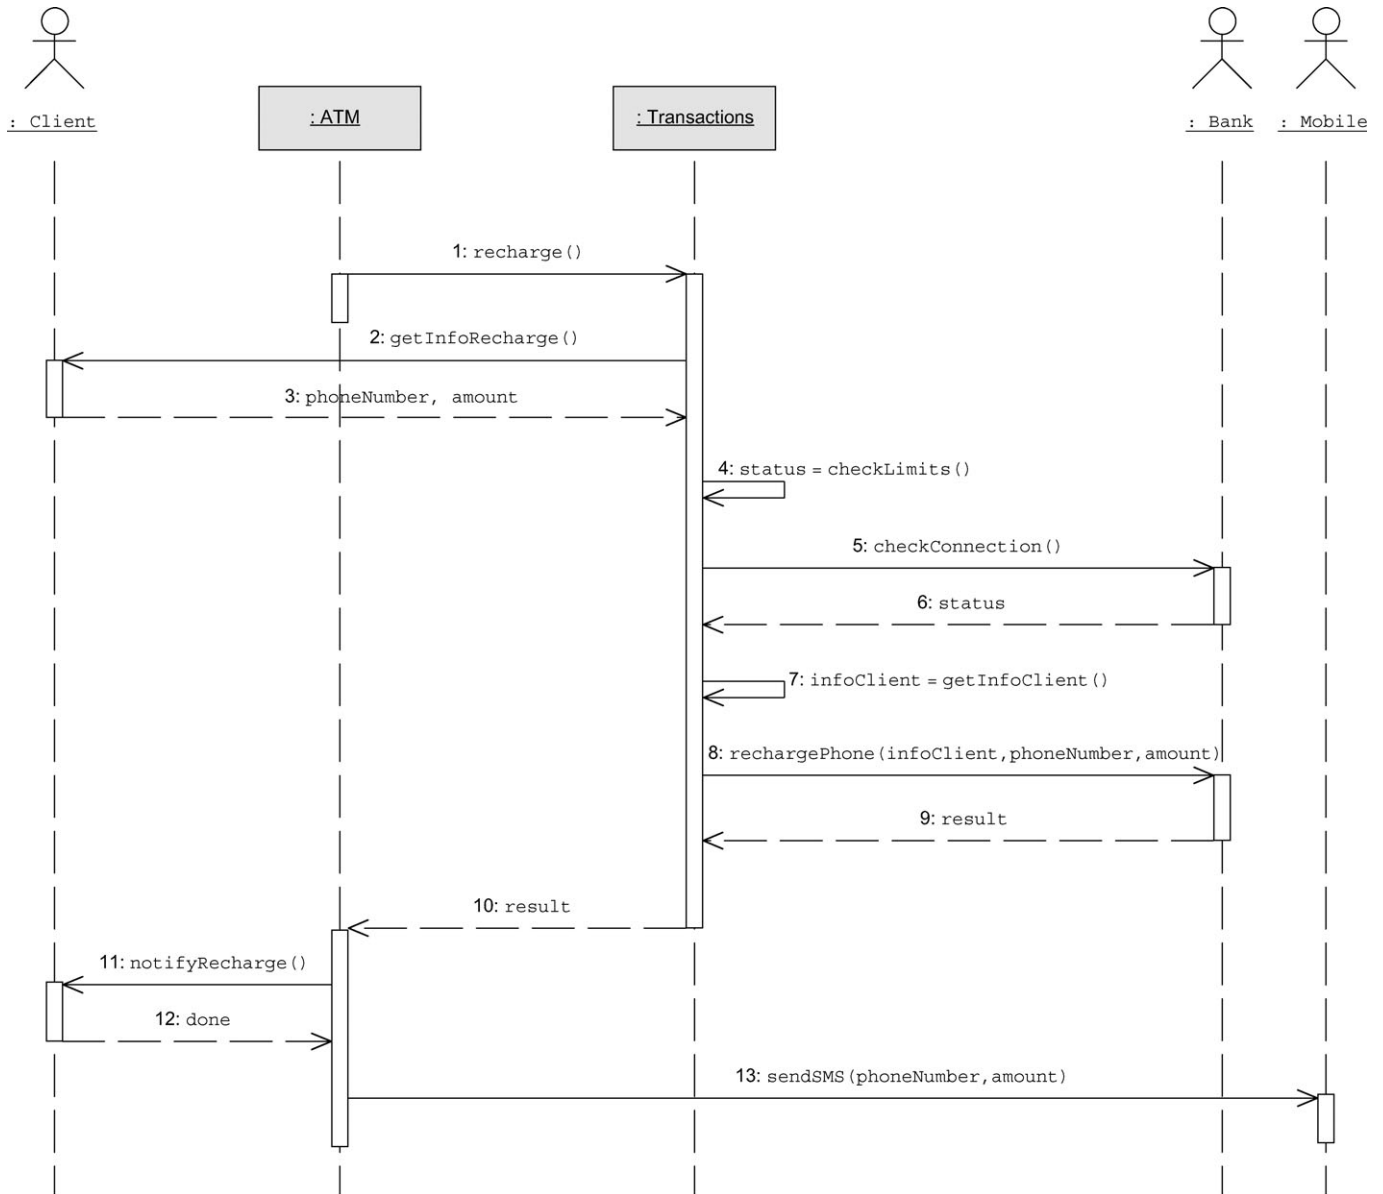 : Client
: ATM
: Transactions
: Bank
: Mobile
1: recharge()
2: getInfoRecharge()
3: phoneNumber, amount
4: status = checkLimits()
5: checkConnection()
6: status
7: infoClient = getInfoClient()
8: rechargePhone(infoClient,phoneNumber,amount)
9: result
10: result
11: notifyRecharge()
12: done
13: sendSMS(phoneNumber,amount)